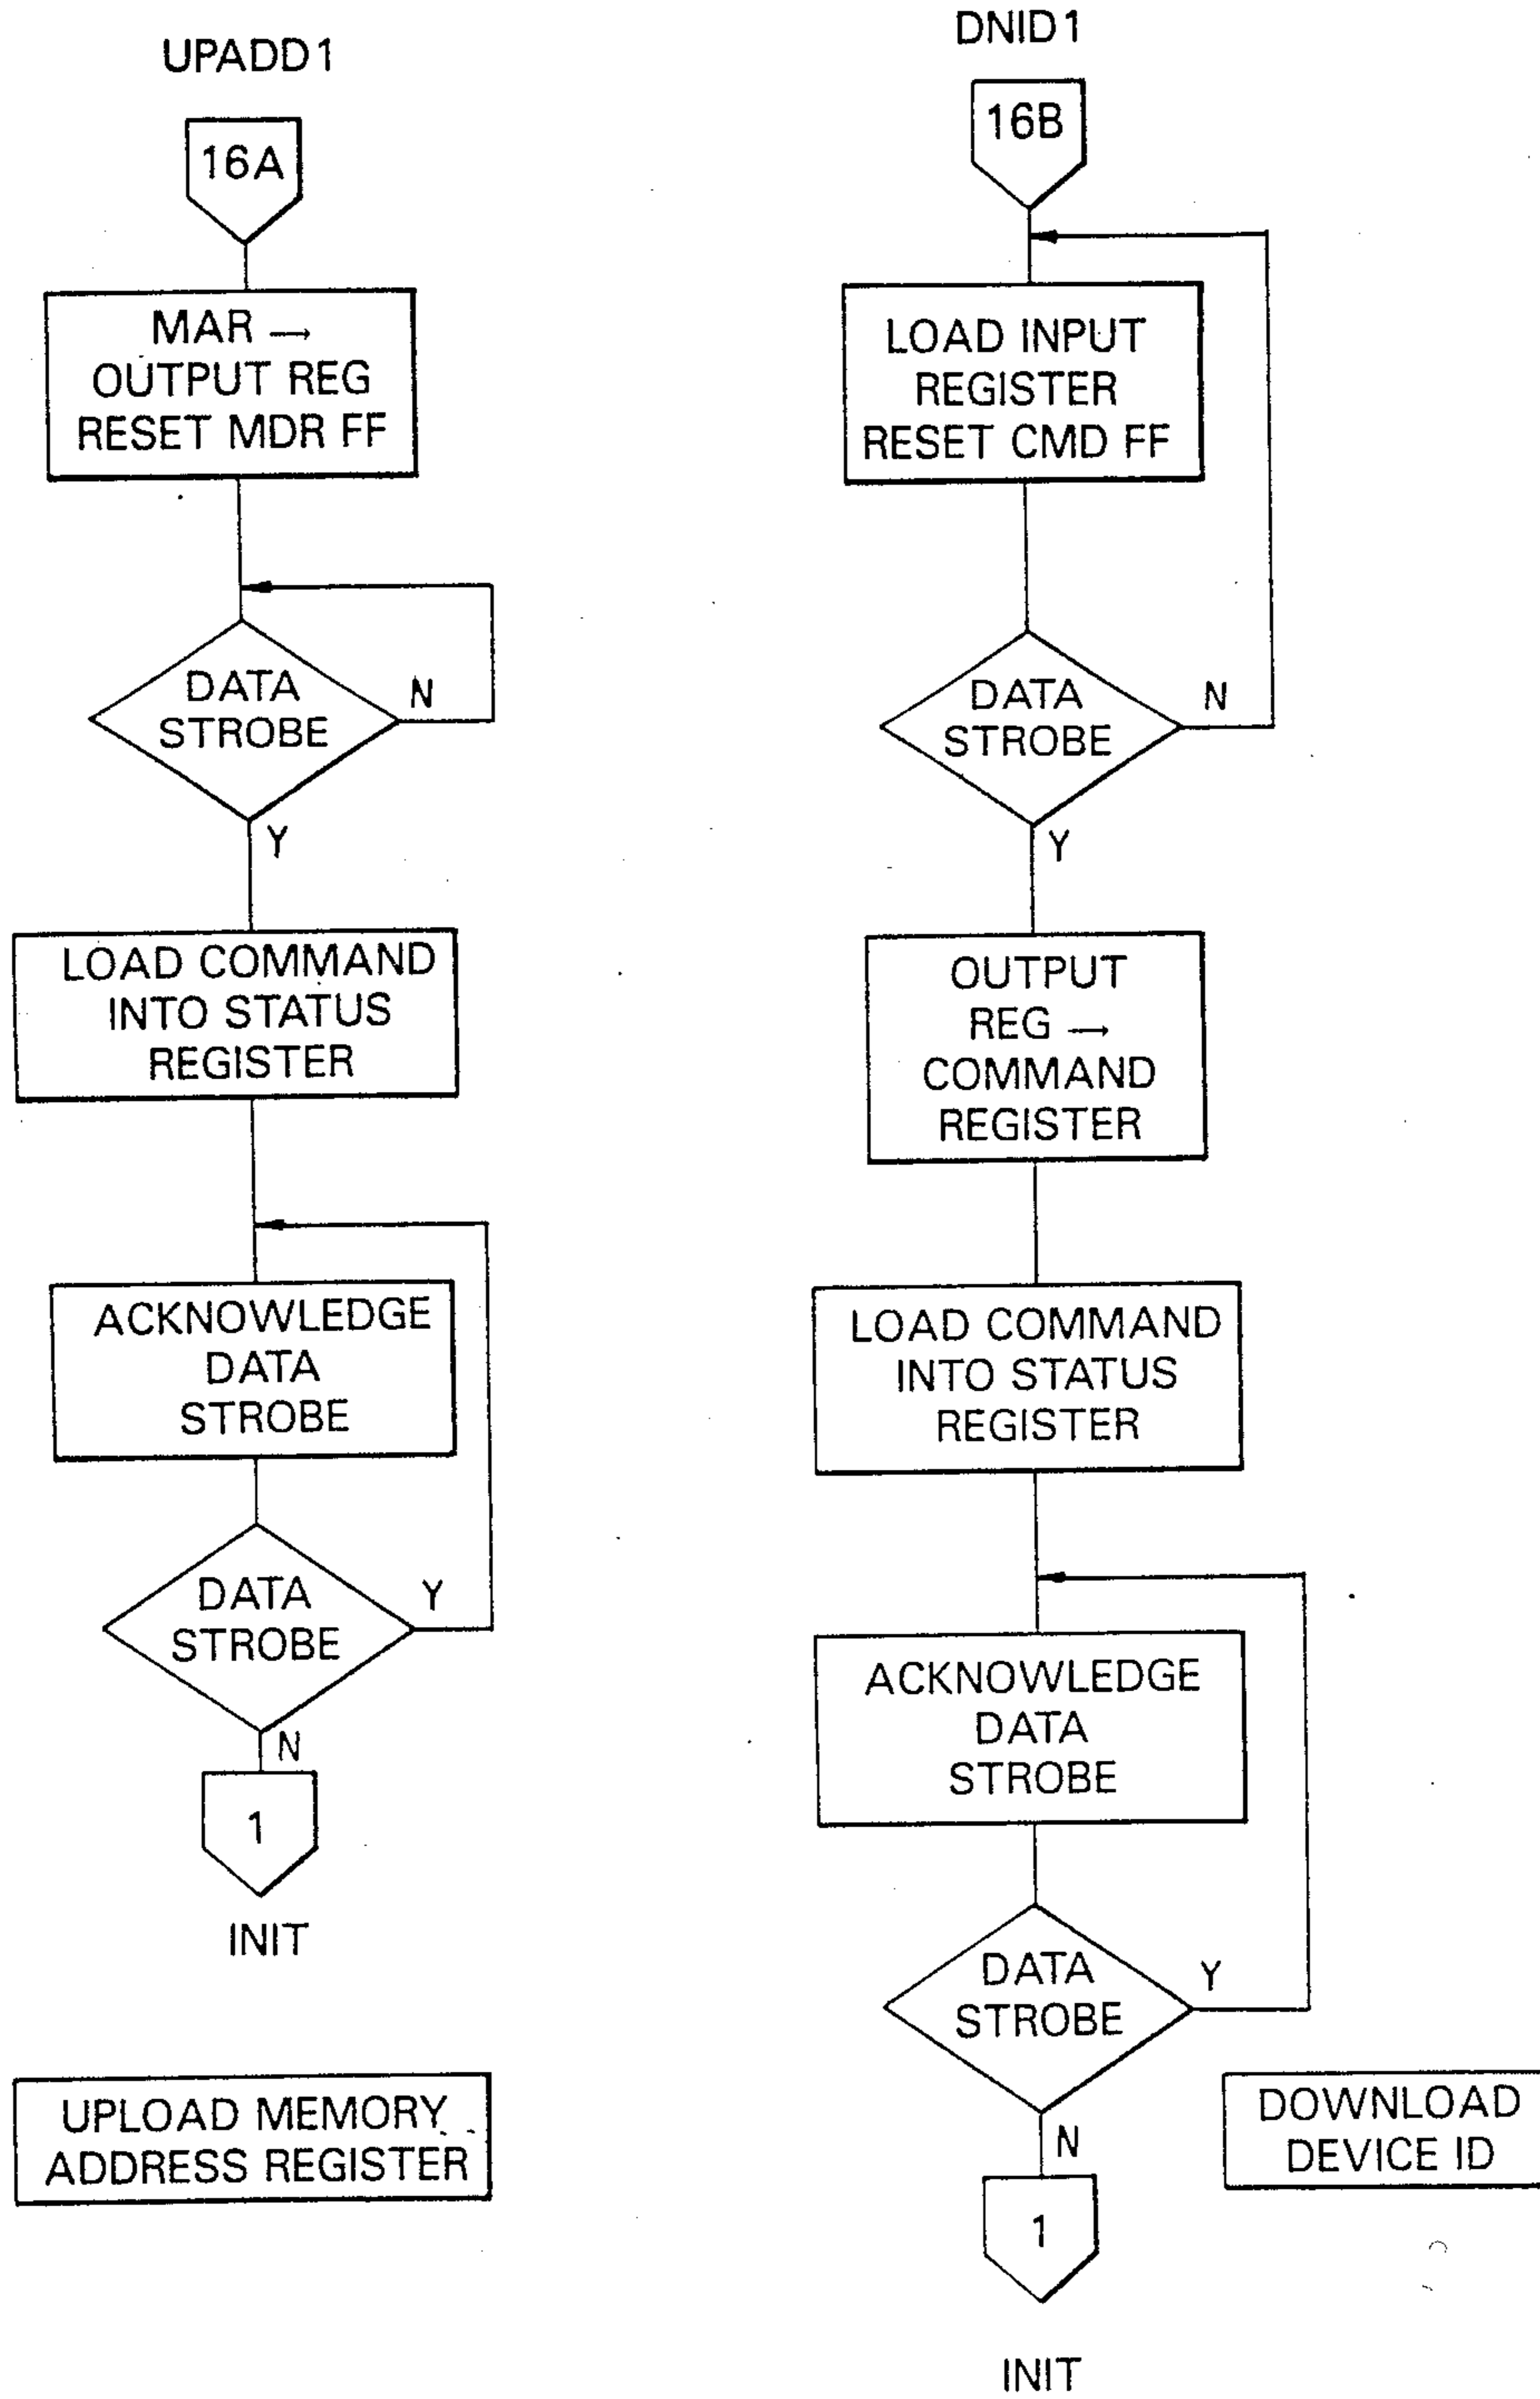 UPADD1
16A
MAR →
OUTPUT REG
RESET MDR FF
DATA
STROBE
N
Y
LOAD COMMAND
INTO STATUS
REGISTER
ACKNOWLEDGE
DATA
STROBE
DATA
STROBE
Y
N
1
INIT
UPLOAD MEMORY
ADDRESS REGISTER
DNID1
16B
LOAD INPUT
REGISTER
RESET CMD FF
DATA
STROBE
N
Y
OUTPUT
REG →
COMMAND
REGISTER
LOAD COMMAND
INTO STATUS
REGISTER
ACKNOWLEDGE
DATA
STROBE
DATA
STROBE
Y
N
1
INIT
DOWNLOAD
DEVICE ID